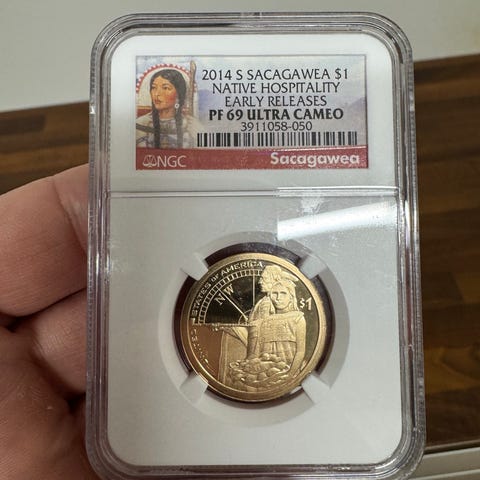 2014 S SACAGAWEA $1
NATIVE HOSPITALITY
EARLY RELEASES
PF 69 ULTRA CAMEO
3911058-050
NGC
Sacagawea
STATES OF AMERICA
NW
$1